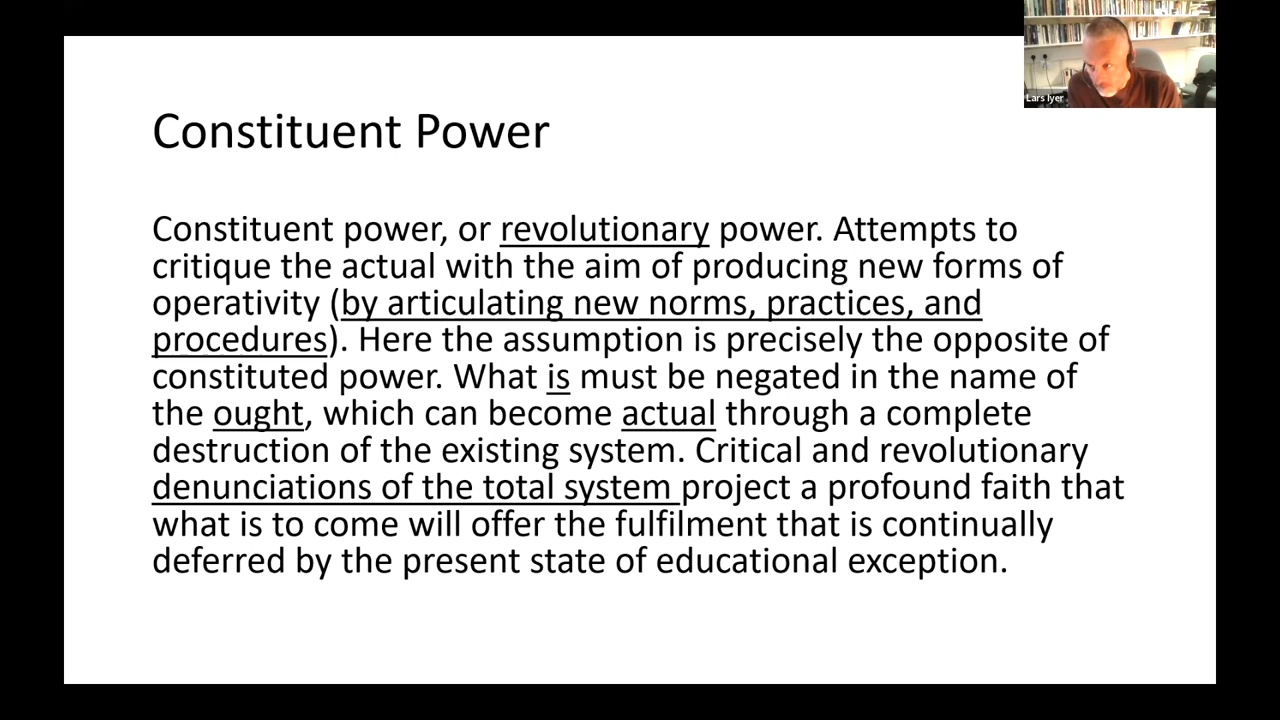 Lars Iyer
Constituent Power
Constituent power, or revolutionary power. Attempts to
critique the actual with the aim of producing new forms of
operativity (by articulating new norms, practices, and
procedures). Here the assumption is precisely the opposite of
constituted power. What is must be negated in the name of
the ought, which can become actual through a complete
destruction of the existing system. Critical and revolutionary
denunciations of the total system project a profound faith that
what is to come will offer the fulfilment that is continually
deferred by the present state of educational exception.